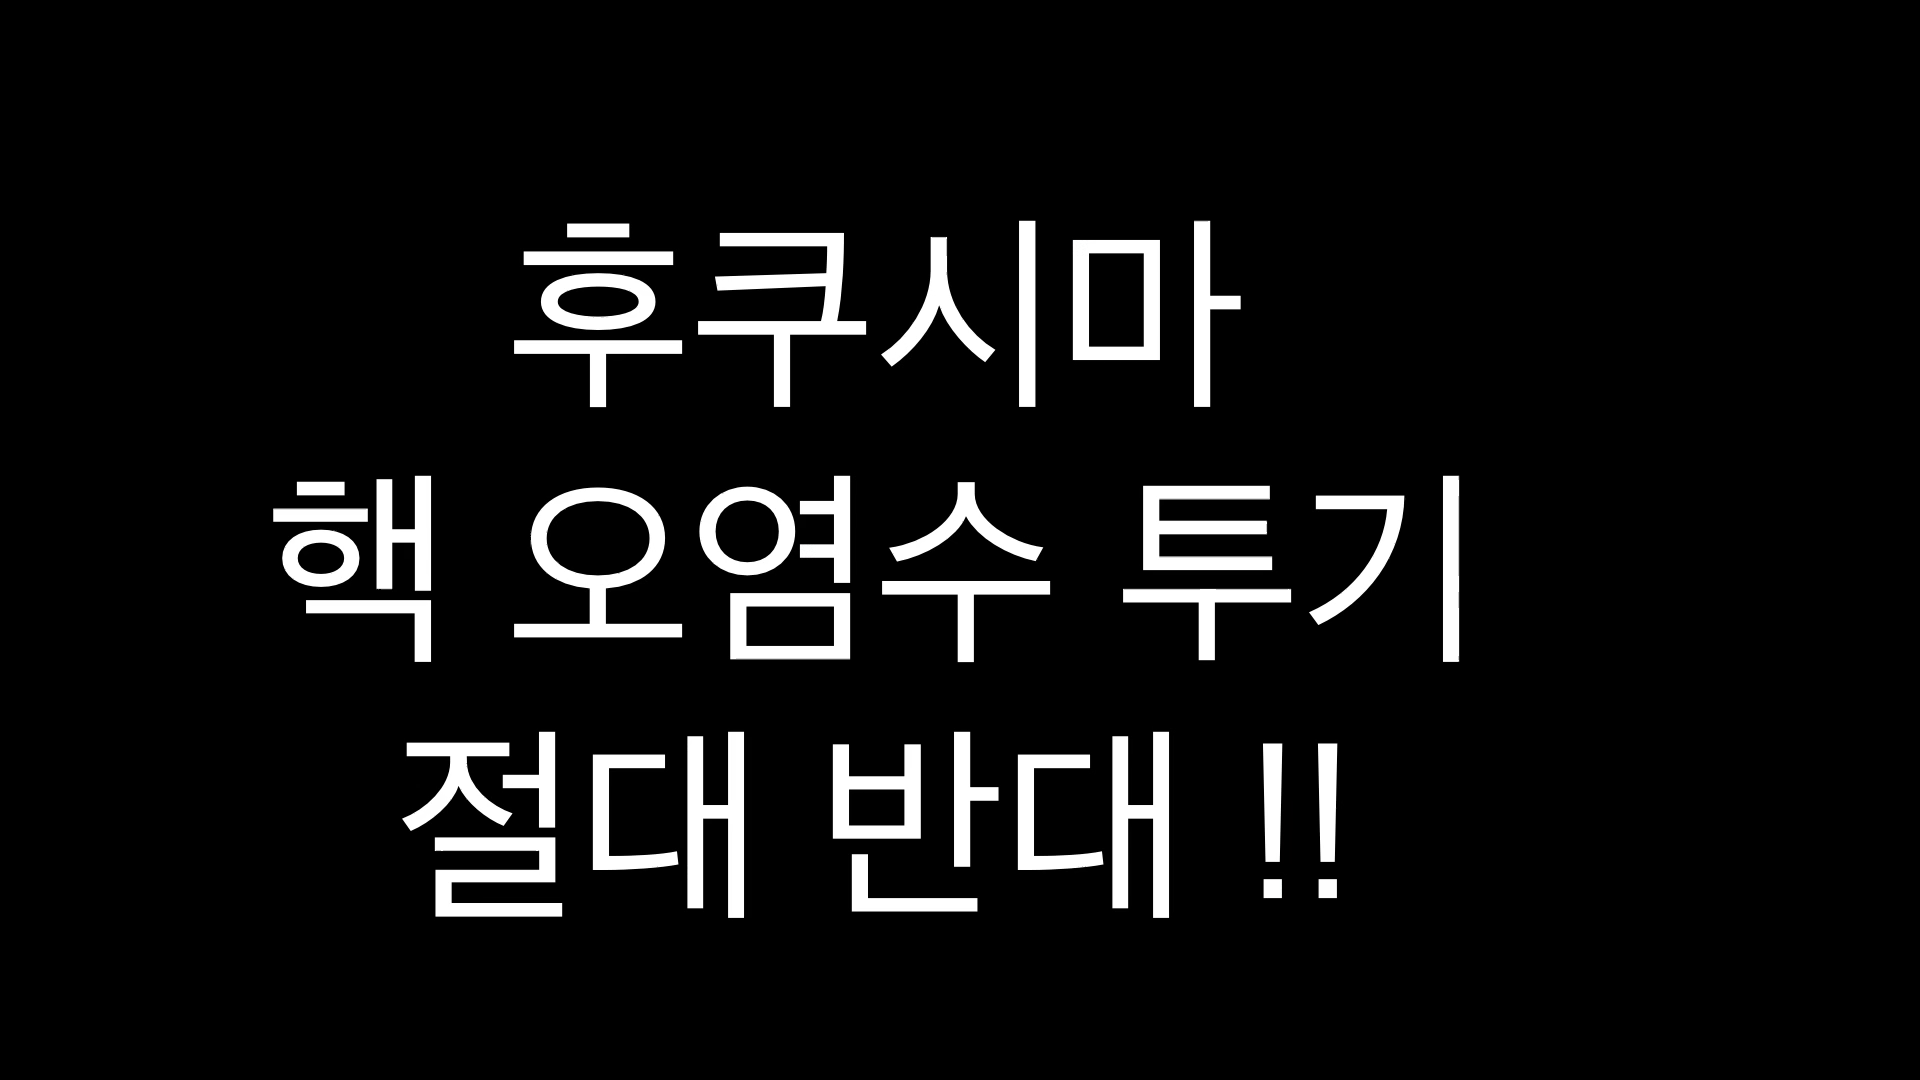 후쿠시마
핵 오염수 투기
절대 반대 !!